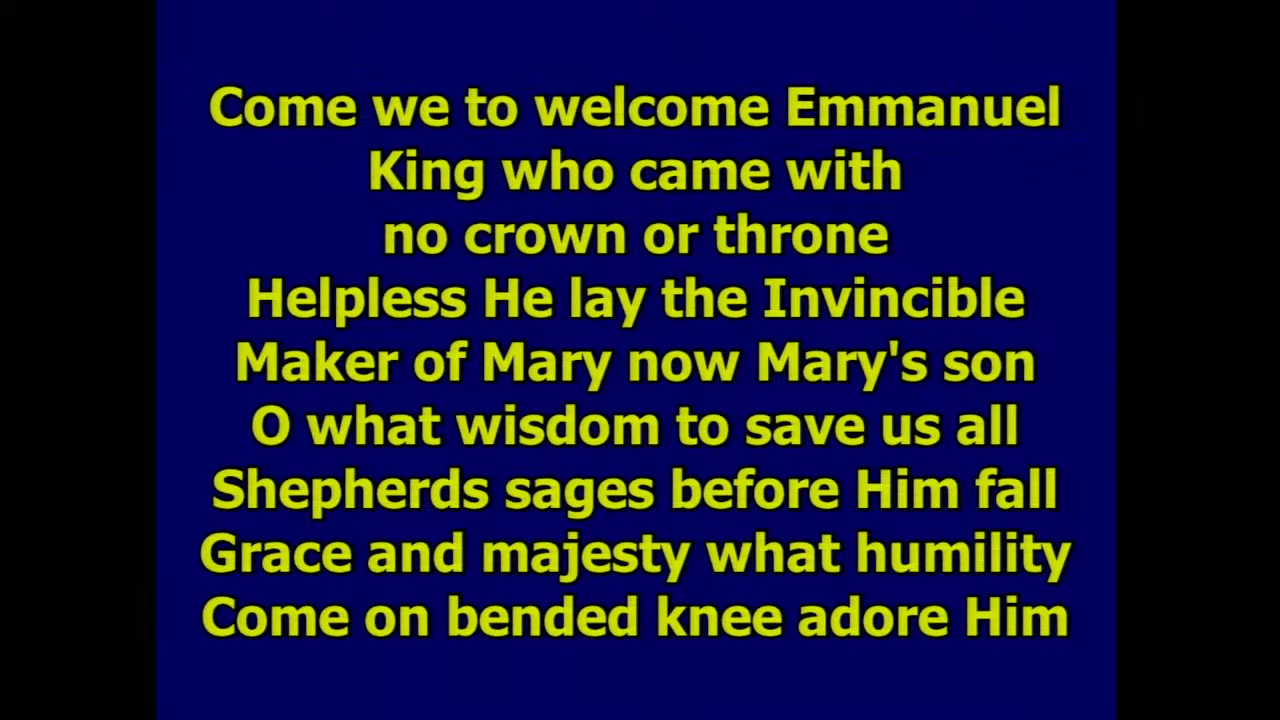 Come we to welcome Emmanuel
King who came with
no crown or throne
Helpless He lay the Invincible
Maker of Mary now Mary's son
O what wisdom to save us all
Shepherds sages before Him fall
Grace and majesty what humility
Come on bended knee adore Him